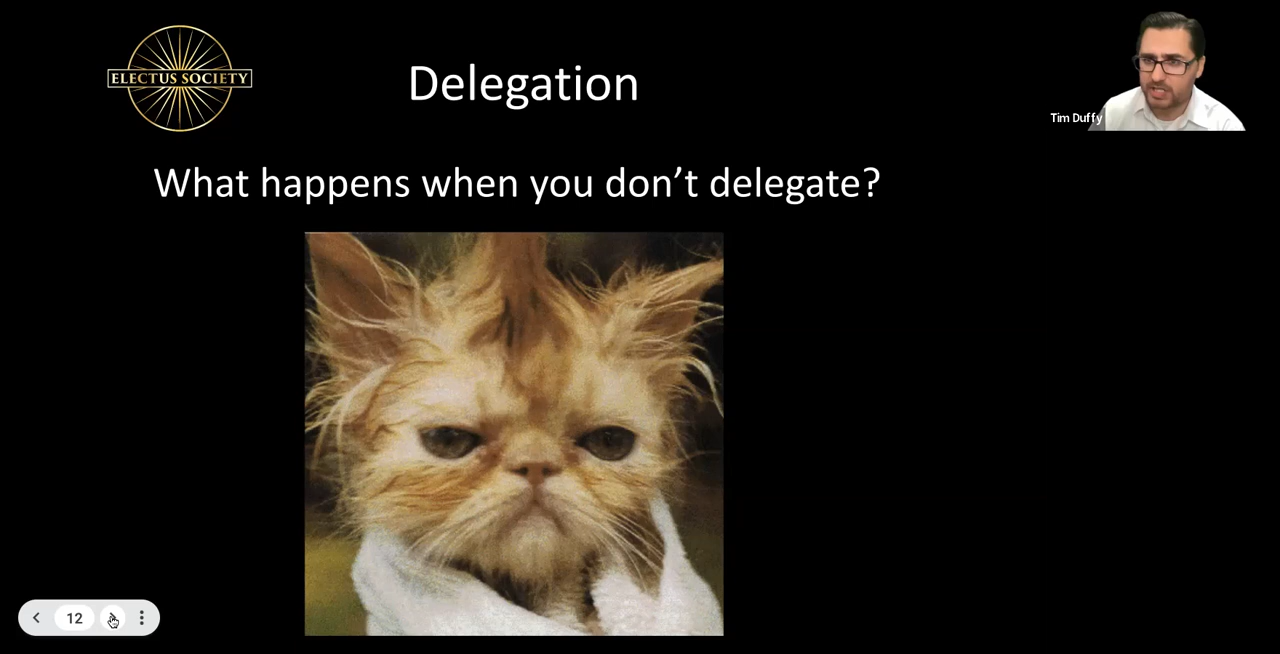 ELECTUS SOCIETY
Delegation
Tim Duffy
What happens when you don’t delegate?
12